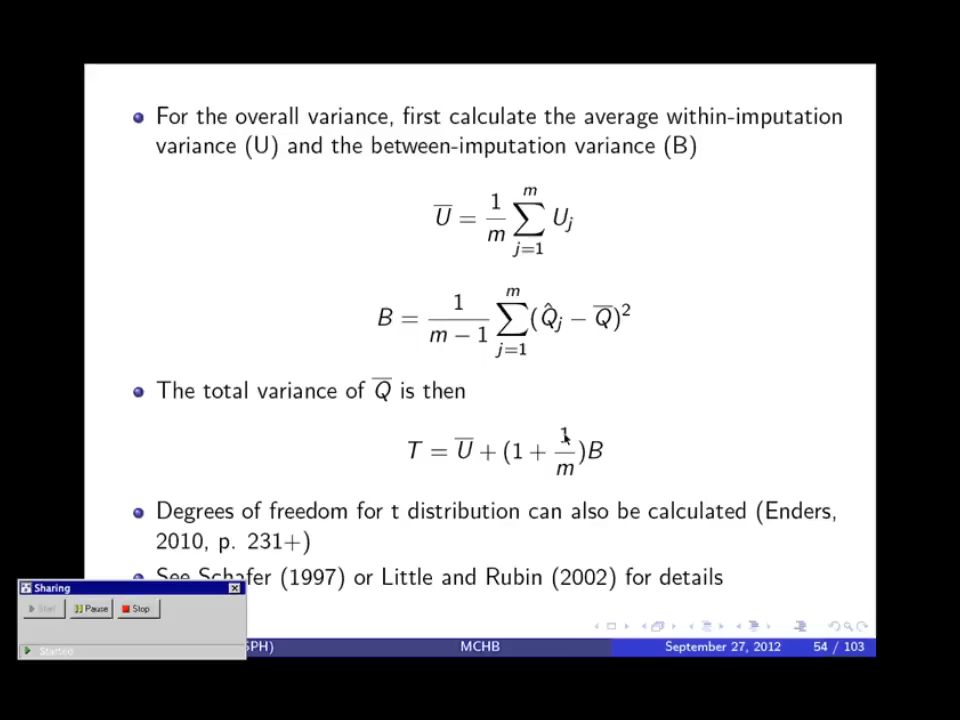 For the overall variance, first calculate the average within-imputation
variance (U) and the between-imputation variance (B)
U̅ = 1/m ∑_{j=1}^{m} U_j
B = 1/(m − 1) ∑_{j=1}^{m} (Q̂_j − Q̅)²
The total variance of Q̅ is then
T = U̅ + (1 + 1/m)B
Degrees of freedom for t distribution can also be calculated (Enders,
2010, p. 231+)
See Schafer (1997) or Little and Rubin (2002) for details
Sharing
Start Pause Stop
Started
SPH) MCHB September 27, 2012 54 / 103